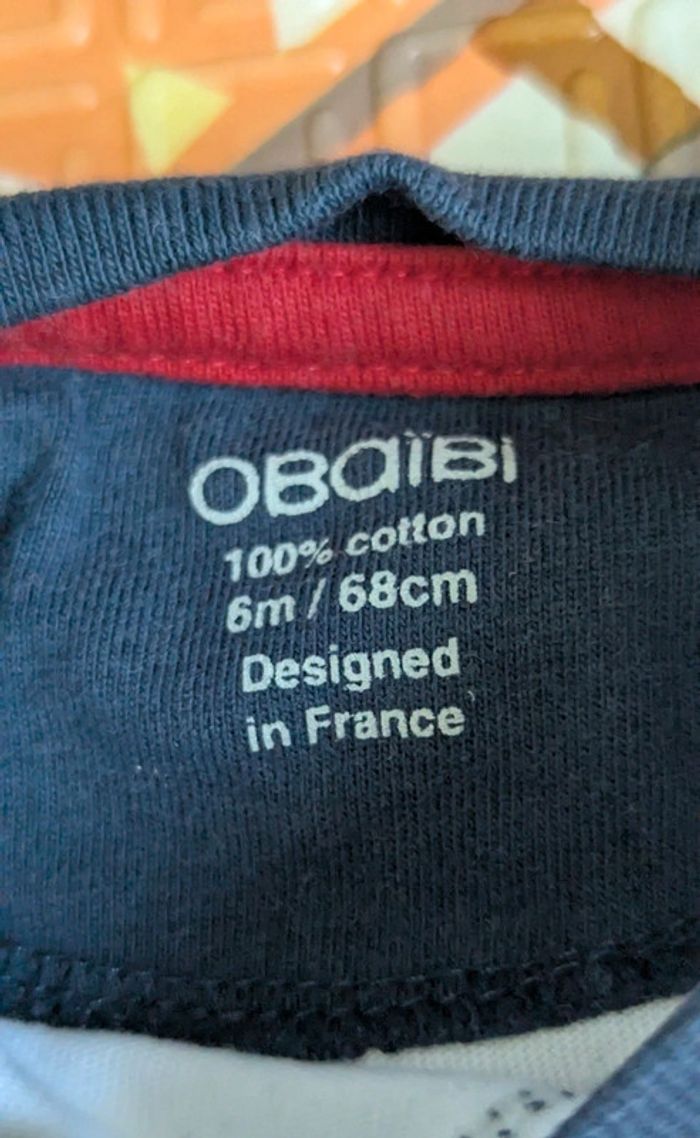 OBaïBi
100% cotton
6m / 68cm
Designed
in France